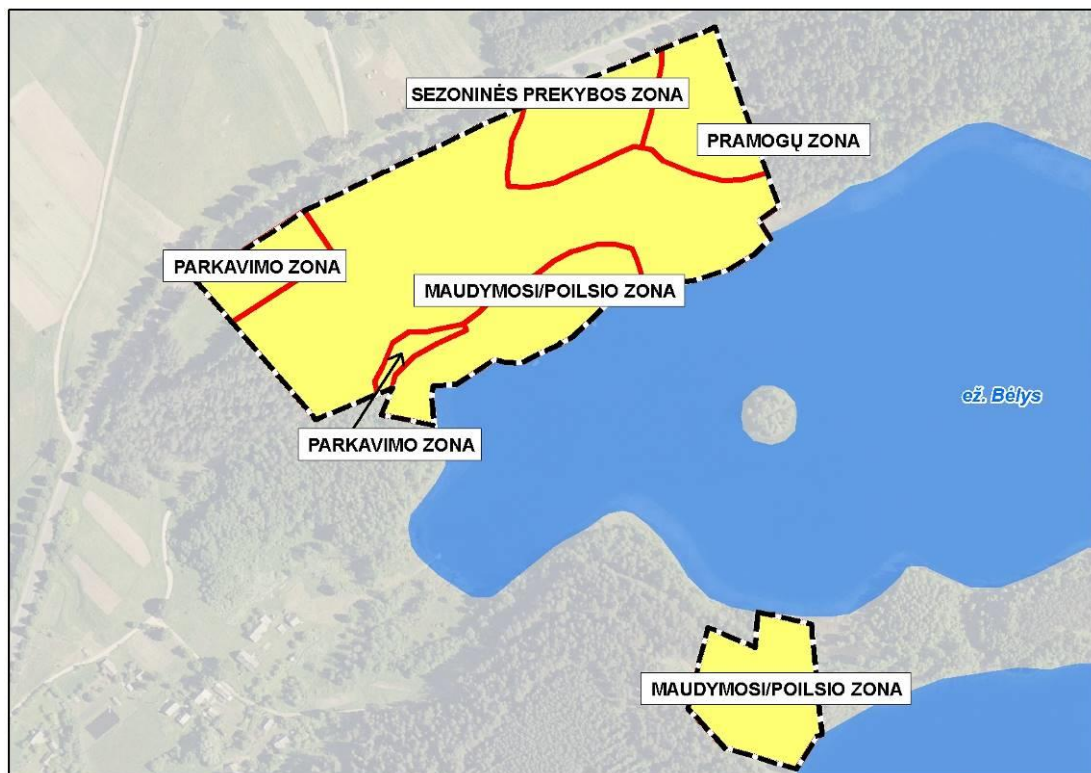 SEZONINĖS PREKYBOS ZONA
PRAMOGŲ ZONA
PARKAVIMO ZONA
MAUDYMOSI/POILSIO ZONA
ež. Bėlys
PARKAVIMO ZONA
MAUDYMOSI/POILSIO ZONA